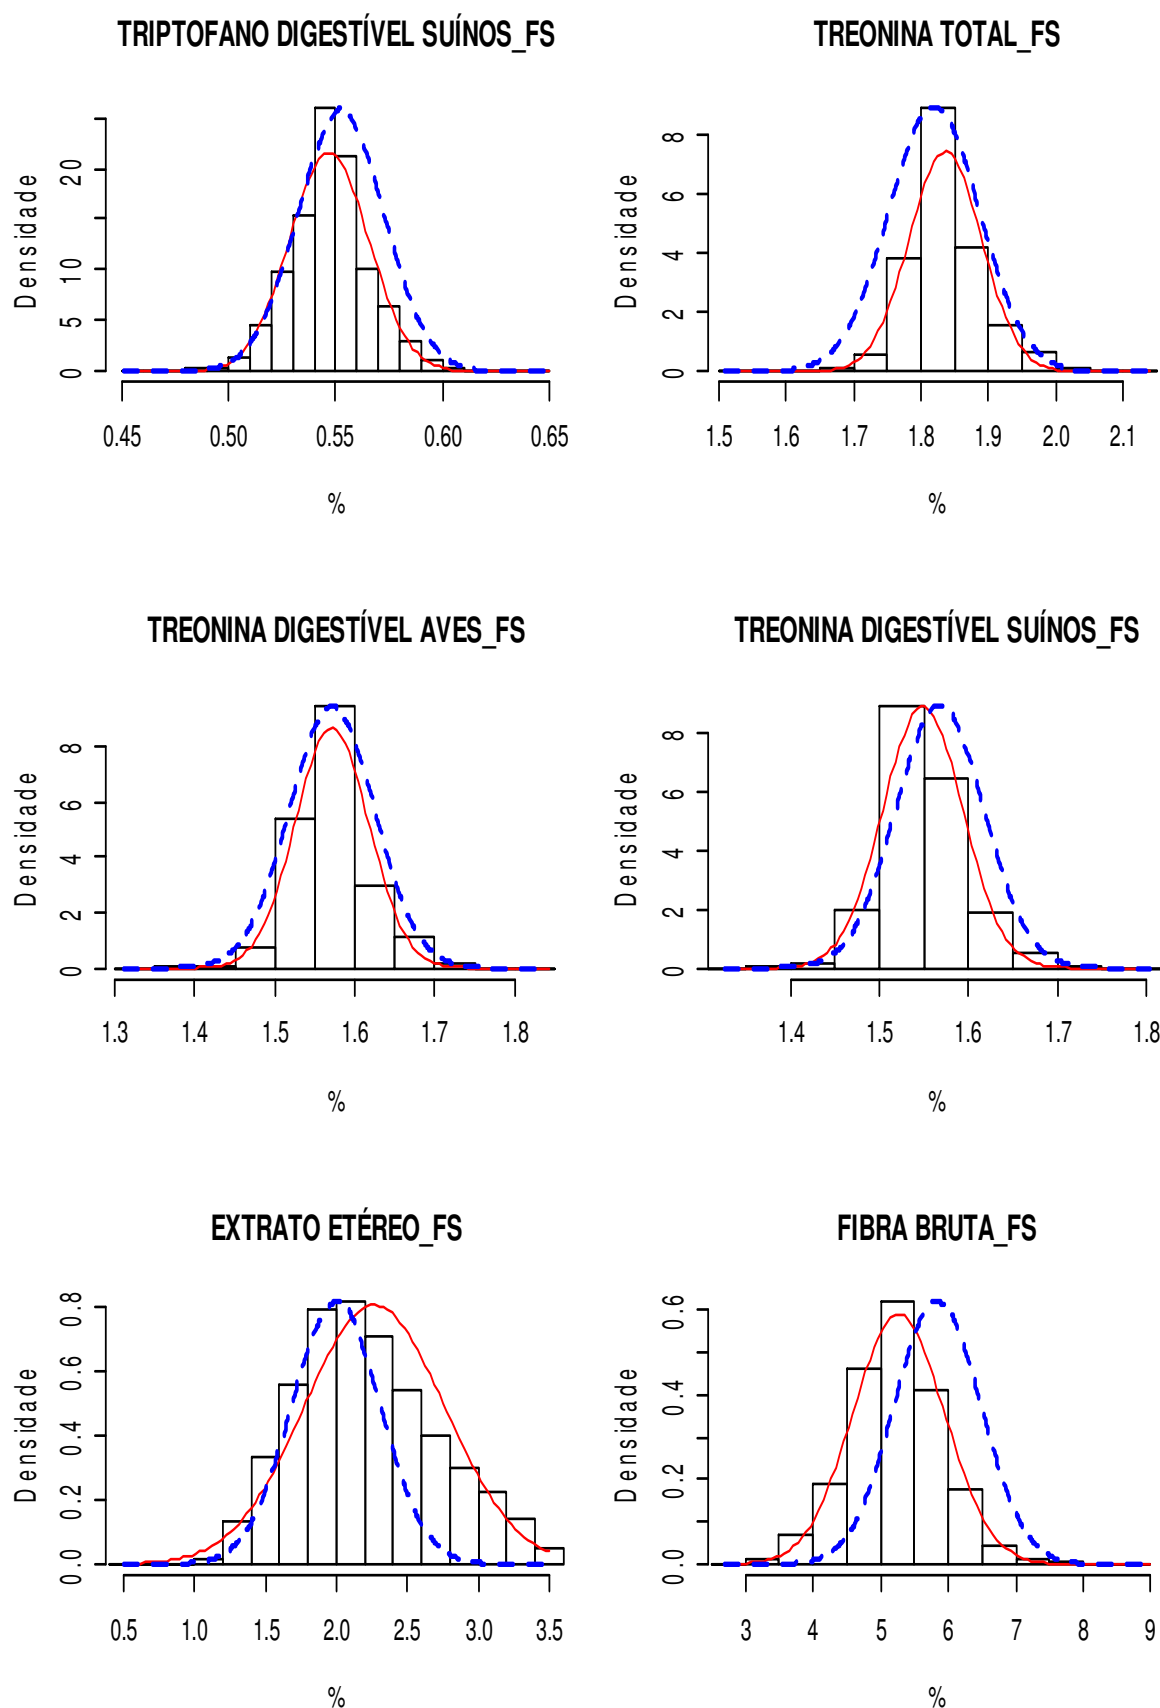 TRIPTOFANO DIGESTÍVEL SUÍNOS_FS
Densidade
0 5 10 20
0.45 0.50 0.55 0.60 0.65
%
TREONINA TOTAL_FS
Densidade
0 2 4 6 8
1.5 1.6 1.7 1.8 1.9 2.0 2.1
%
TREONINA DIGESTÍVEL AVES_FS
Densidade
0 2 4 6 8
1.3 1.4 1.5 1.6 1.7 1.8
%
TREONINA DIGESTÍVEL SUÍNOS_FS
Densidade
0 2 4 6 8
1.4 1.5 1.6 1.7 1.8
%
EXTRATO ETÉREO_FS
Densidade
0.0 0.2 0.4 0.6 0.8
0.5 1.0 1.5 2.0 2.5 3.0 3.5
%
FIBRA BRUTA_FS
Densidade
0.0 0.2 0.4 0.6
3 4 5 6 7 8 9
%